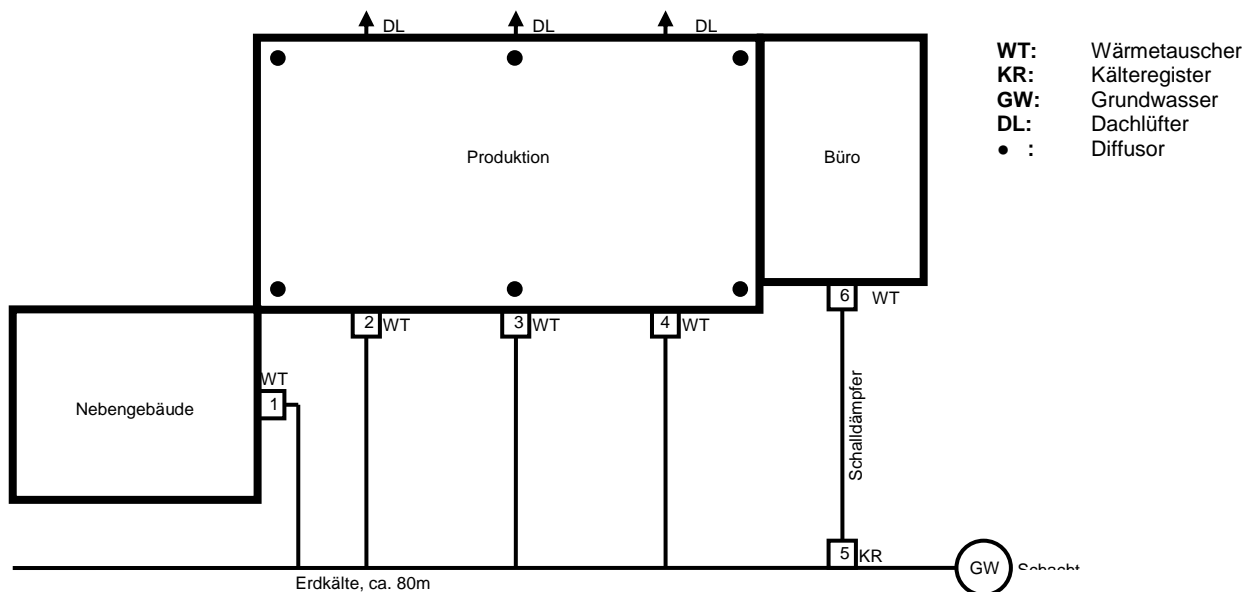 DL DL DL
WT: Wärmetauscher
KR: Kälteregister
GW: Grundwasser
DL: Dachlüfter
● : Diffusor
Produktion
Büro
6 WT
2 WT 3 WT 4 WT
WT
1
Nebengebäude
Schalldämpfer
5 KR
GW
Erdkälte, ca. 80m